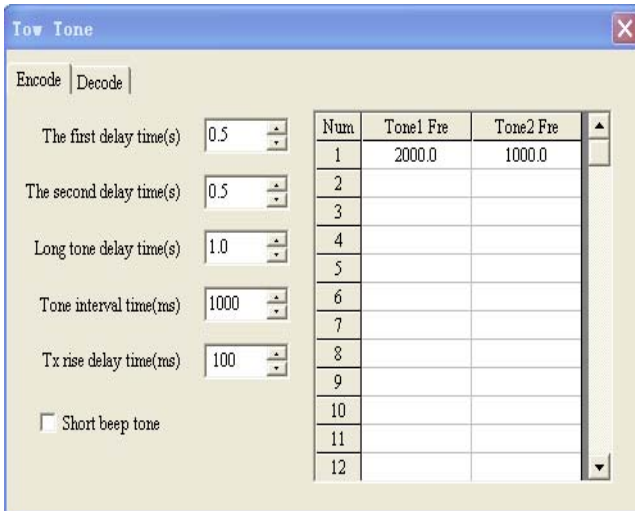 Tow Tone
Encode Decode
The first delay time(s) 0.5
The second delay time(s) 0.5
Long tone delay time(s) 1.0
Tone interval time(ms) 1000
Tx rise delay time(ms) 100
Short beep tone
Num Tone1 Fre Tone2 Fre
1 2000.0 1000.0
2
3
4
5
6
7
8
9
10
11
12